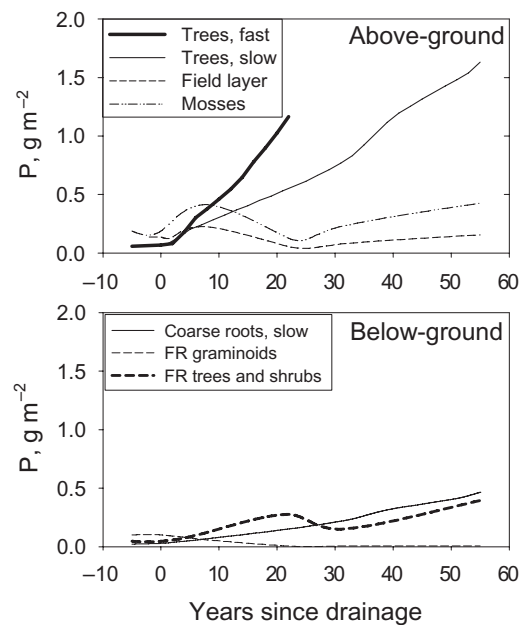 2.0
Trees, fast
Above-ground
Trees, slow
Field layer
Mosses
1.5
1.0
0.5
0.0
P, g m⁻²
−10 0 10 20 30 40 50 60
2.0
Coarse roots, slow
Below-ground
FR graminoids
FR trees and shrubs
1.5
1.0
0.5
0.0
P, g m⁻²
−10 0 10 20 30 40 50 60
Years since drainage